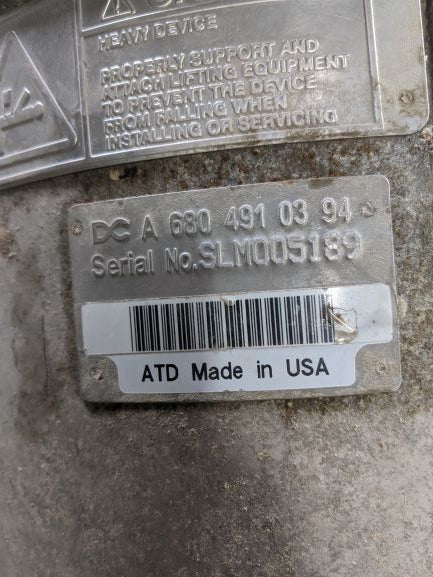 HEAVY DEVICE
PROPERLY SUPPORT AND
ATTACH LIFTING EQUIPMENT
TO PREVENT THE DEVICE
FROM FALLING WHEN
INSTALLING OR SERVICING
DC A 680 491 03 94
Serial No.SLM005189
ATD Made in USA